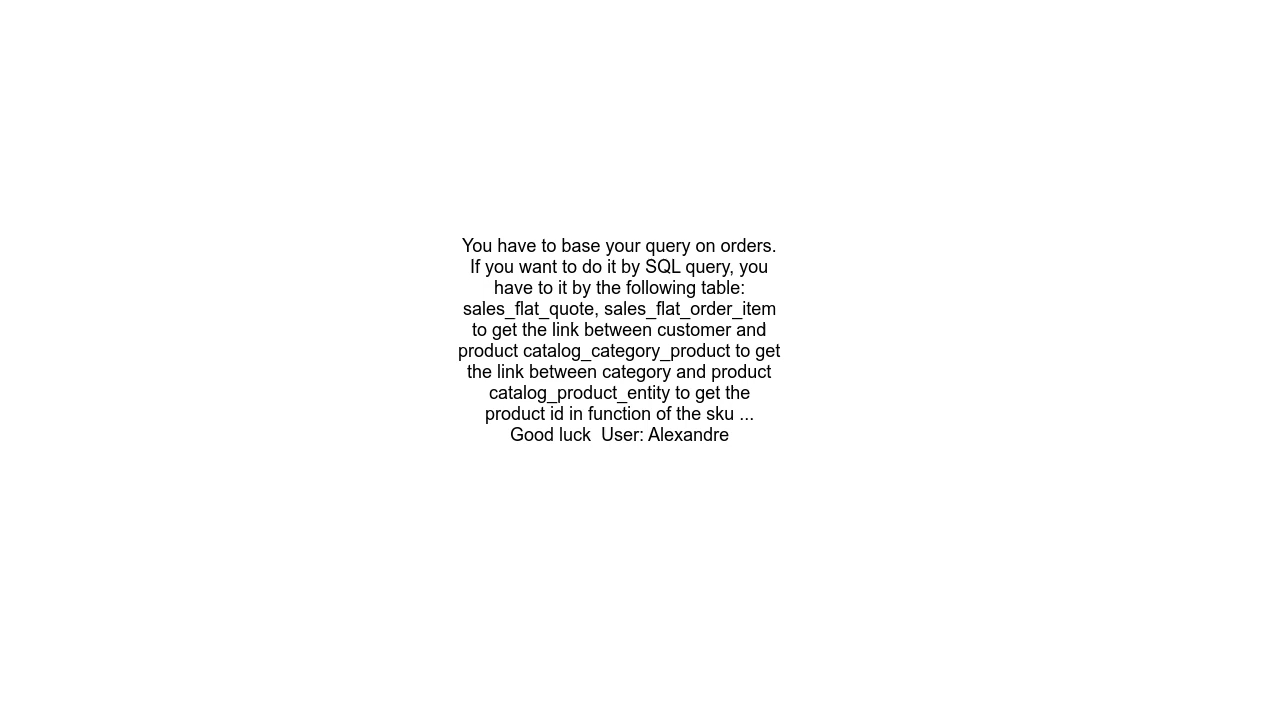 You have to base your query on orders.
If you want to do it by SQL query, you
have to it by the following table:
sales_flat_quote, sales_flat_order_item
to get the link between customer and
product catalog_category_product to get
the link between category and product
catalog_product_entity to get the
product id in function of the sku ...
Good luck  User: Alexandre